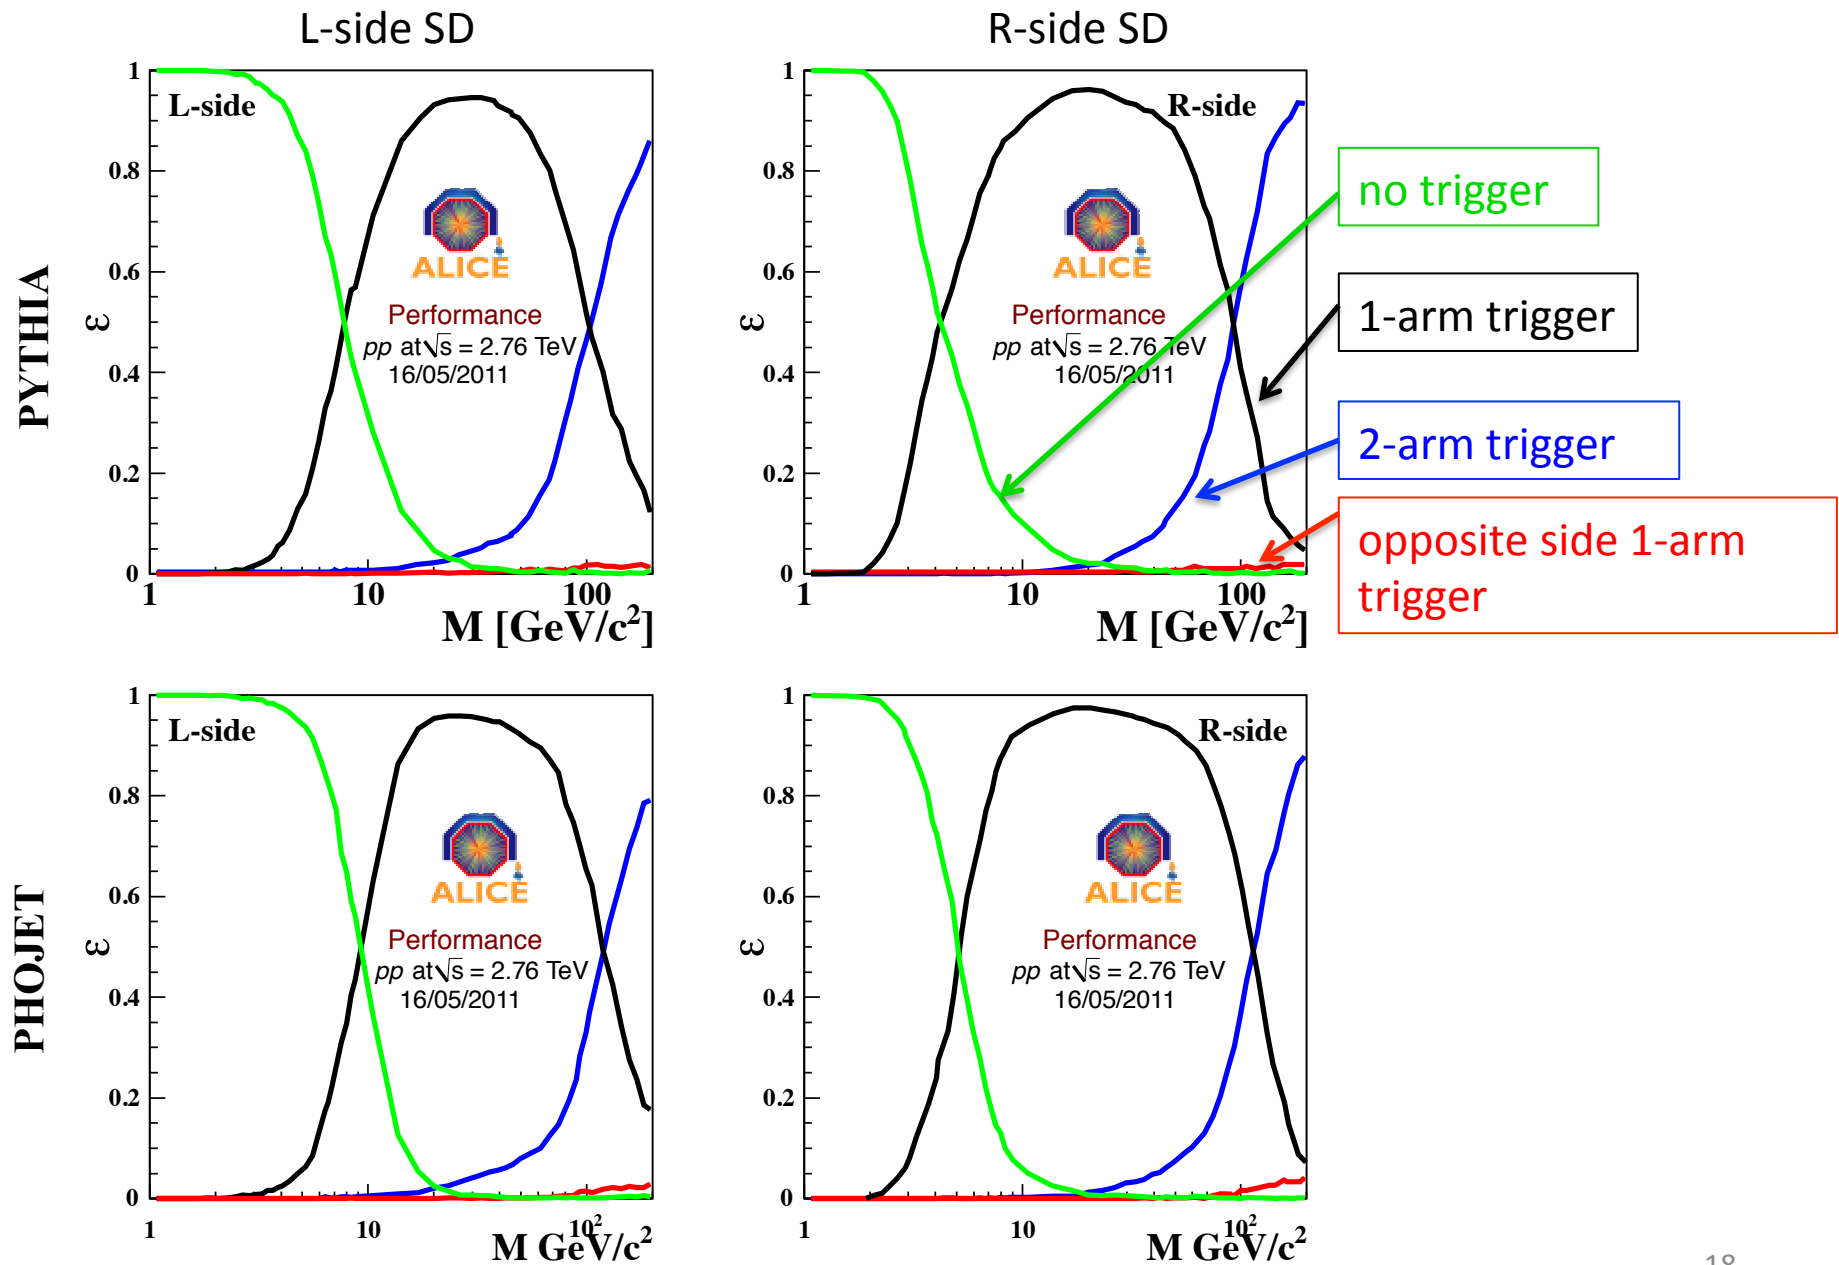 L-side SD
R-side SD
PYTHIA
L-side
ε
1
0.8
0.6
0.4
0.2
0
ALICE
Performance
pp at√s = 2.76 TeV
16/05/2011
1
10
100
M [GeV/c²]
R-side
ε
1
0.8
0.6
0.4
0.2
0
ALICE
Performance
pp at√s = 2.76 TeV
16/05/2011
1
10
100
M [GeV/c²]
no trigger
1-arm trigger
2-arm trigger
opposite side 1-arm
trigger
PHOJET
L-side
ε
1
0.8
0.6
0.4
0.2
0
ALICE
Performance
pp at√s = 2.76 TeV
16/05/2011
1
10
10²
M GeV/c²
R-side
ε
1
0.8
0.6
0.4
0.2
0
ALICE
Performance
pp at√s = 2.76 TeV
16/05/2011
1
10
10²
M GeV/c²
18